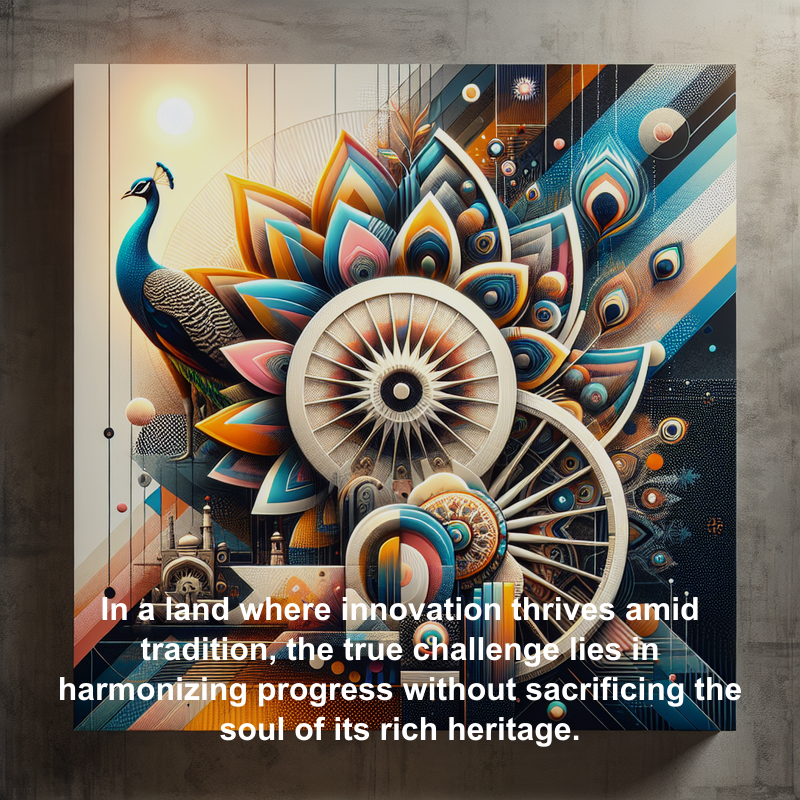 In a land where innovation thrives amid
tradition, the true challenge lies in
harmonizing progress without sacrificing the
soul of its rich heritage.